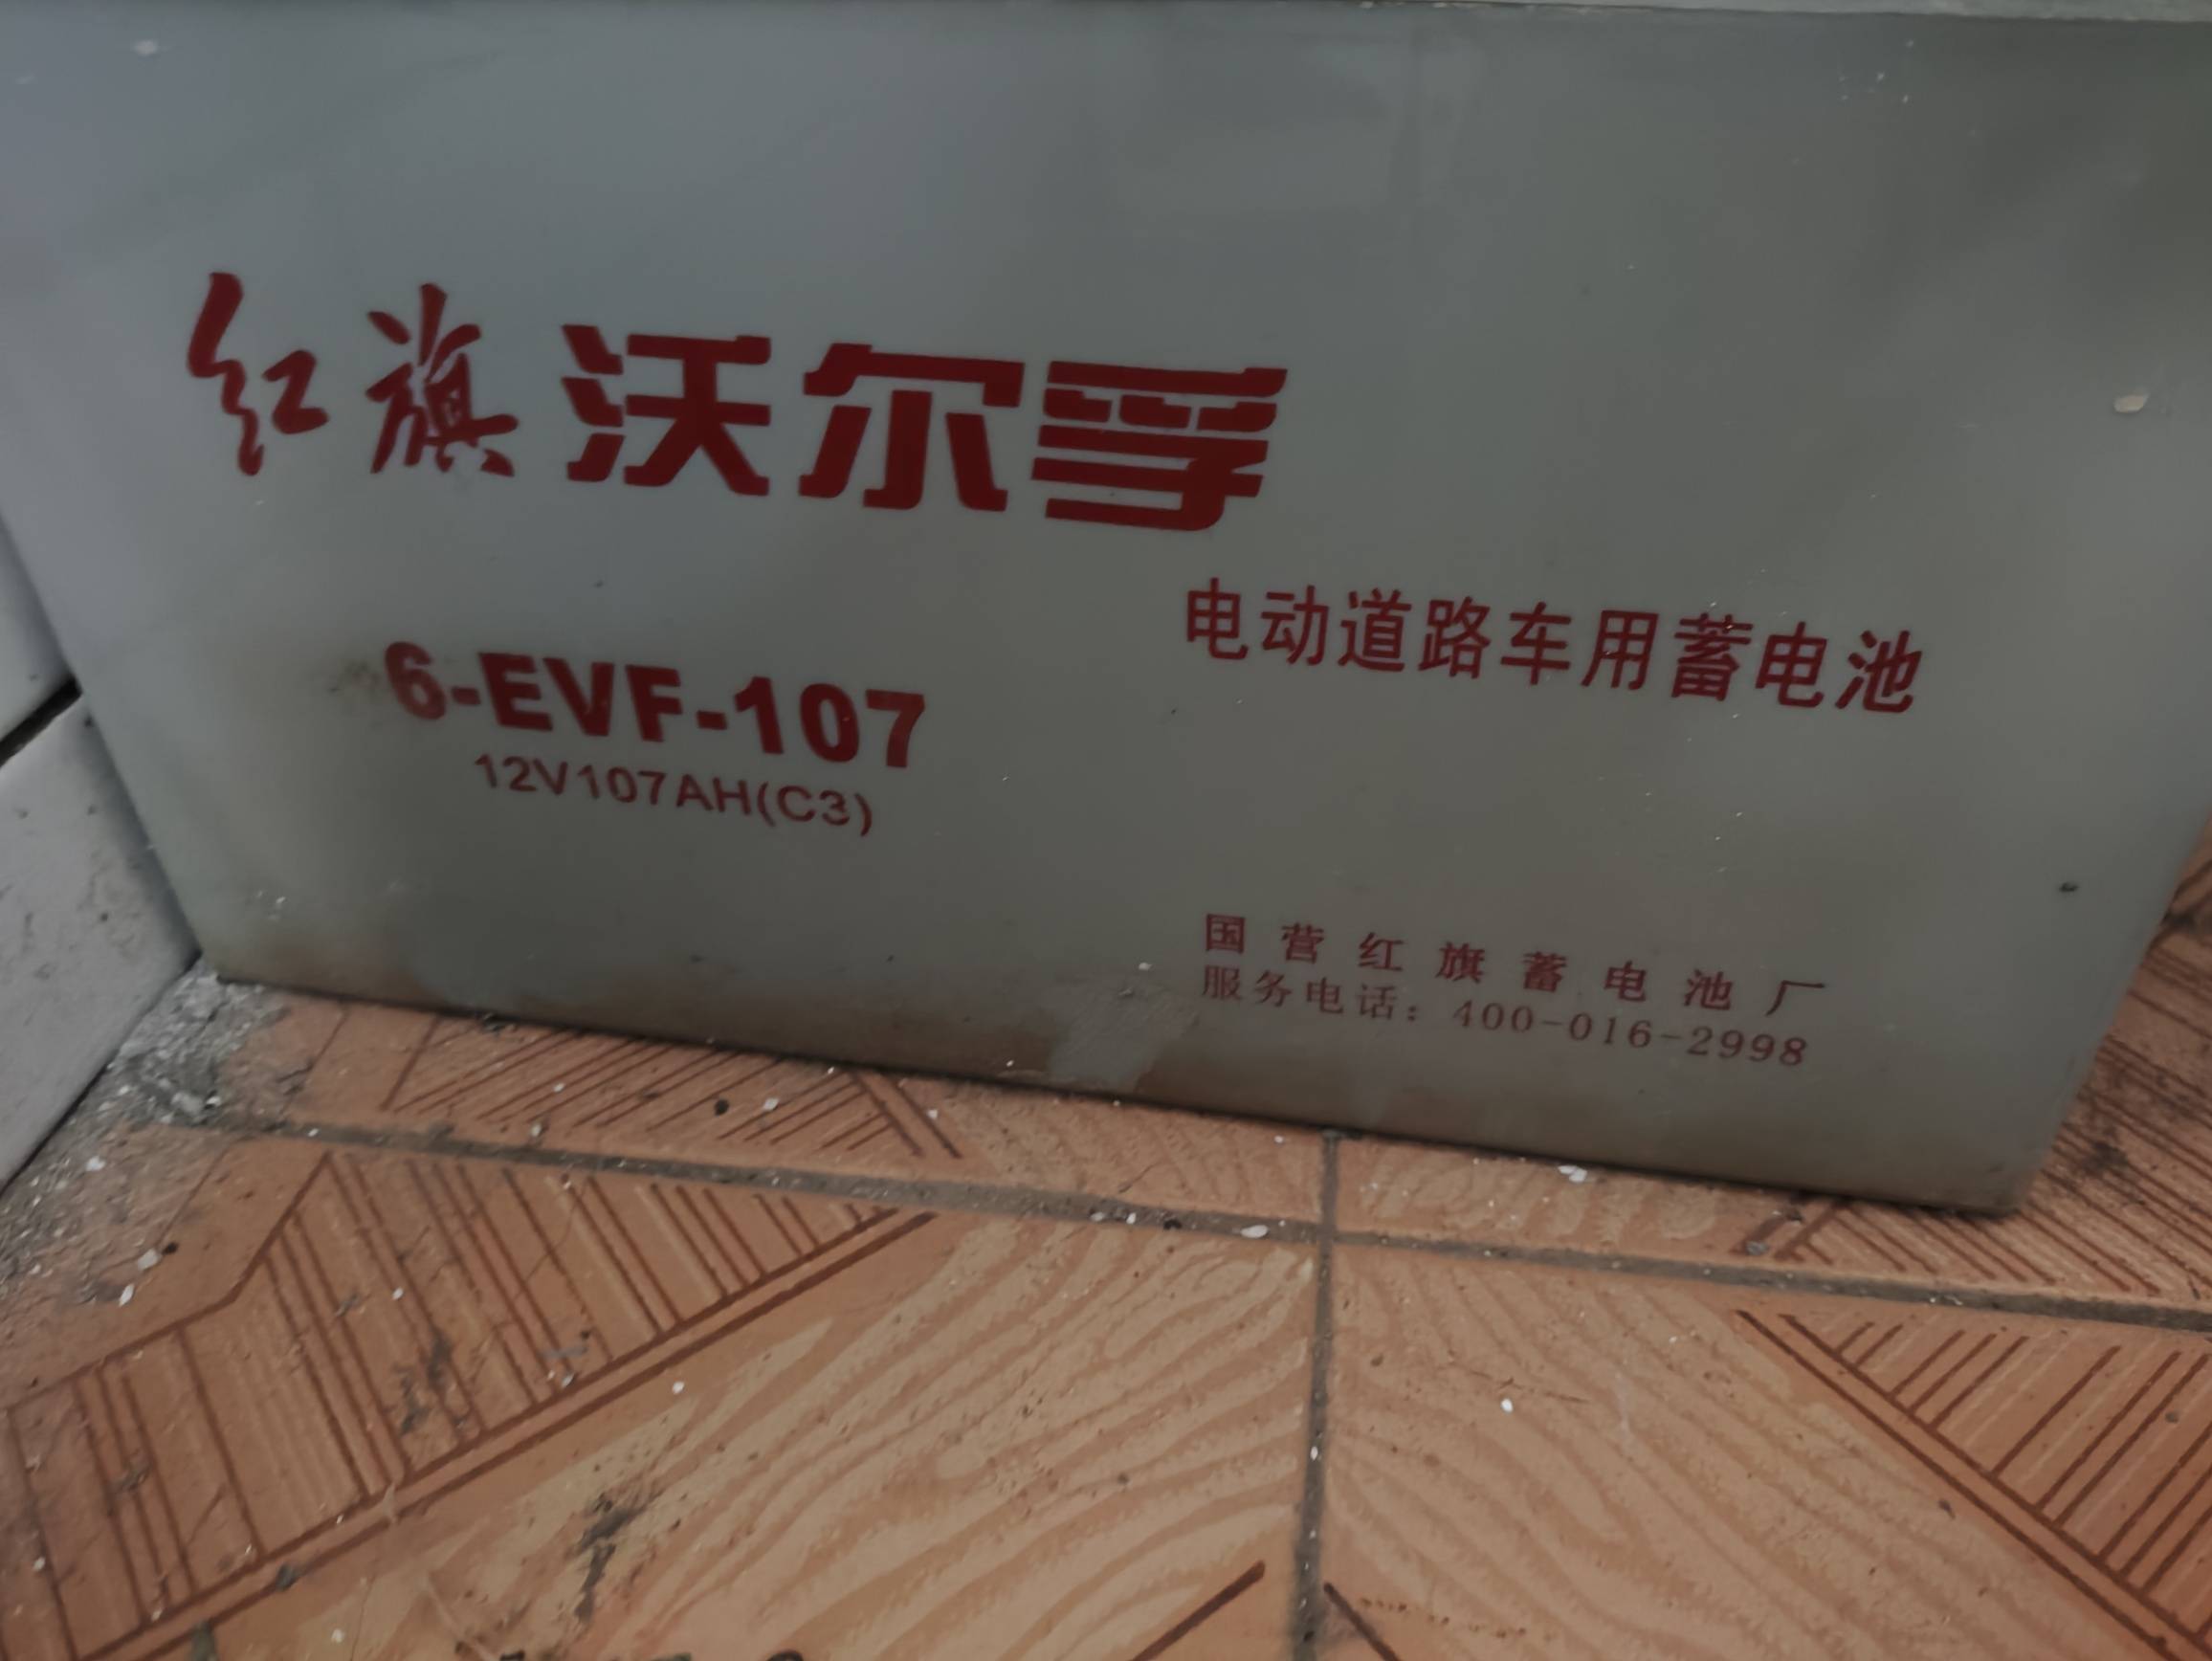 红旗 沃尔孚
电动道路车用蓄电池
6-EVF-107
12V107AH(C3)
国营红旗蓄电池厂
服务电话：400-016-2998